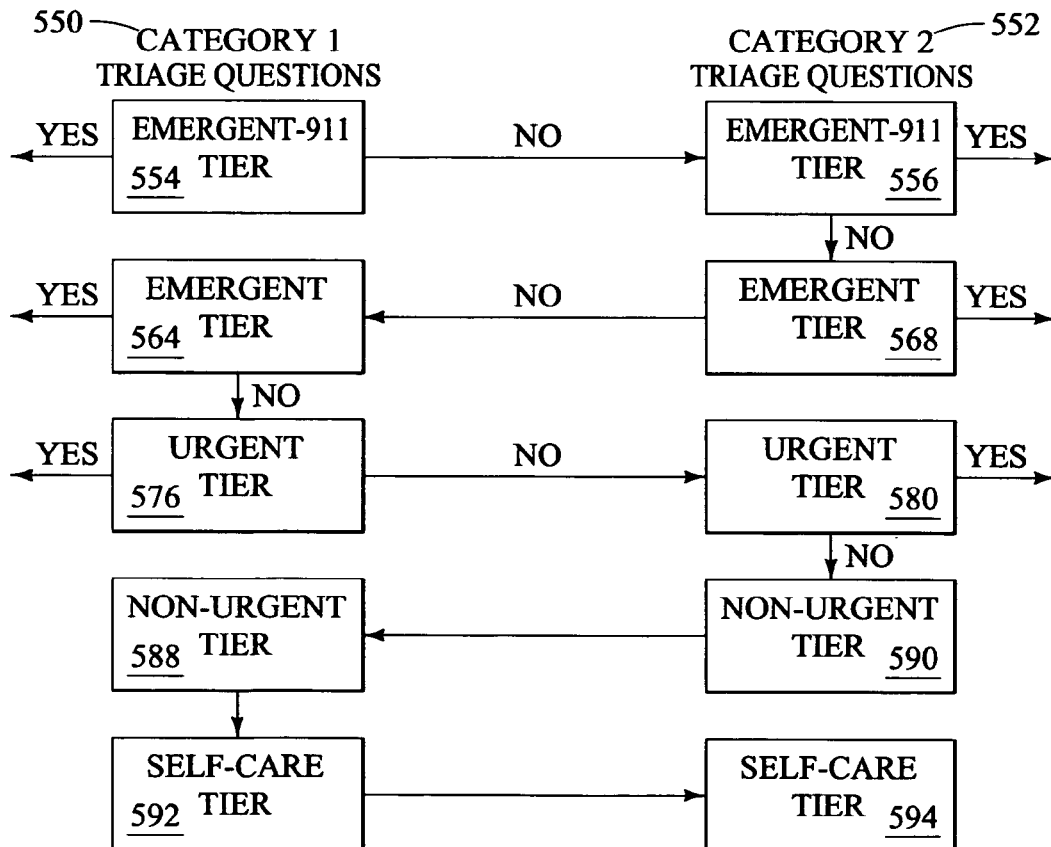 550
CATEGORY 1
TRIAGE QUESTIONS
CATEGORY 2
TRIAGE QUESTIONS
552
YES
EMERGENT-911
TIER
554
NO
EMERGENT-911
TIER
556
YES
NO
YES
EMERGENT
TIER
564
NO
EMERGENT
TIER
568
YES
NO
YES
URGENT
TIER
576
NO
URGENT
TIER
580
YES
NO
NON-URGENT
TIER
588
NON-URGENT
TIER
590
SELF-CARE
TIER
592
SELF-CARE
TIER
594